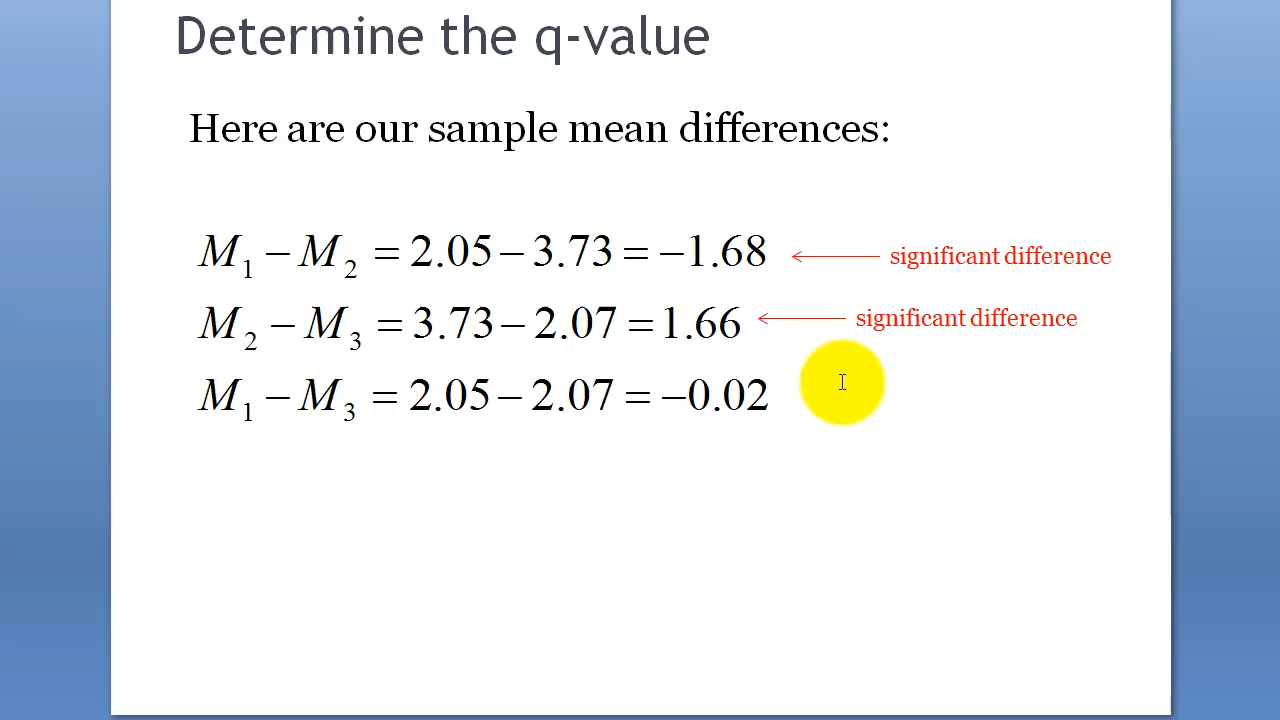 Determine the q-value
Here are our sample mean differences:
M₁ − M₂ = 2.05 − 3.73 = −1.68 significant difference
M₂ − M₃ = 3.73 − 2.07 = 1.66 significant difference
M₁ − M₃ = 2.05 − 2.07 = −0.02